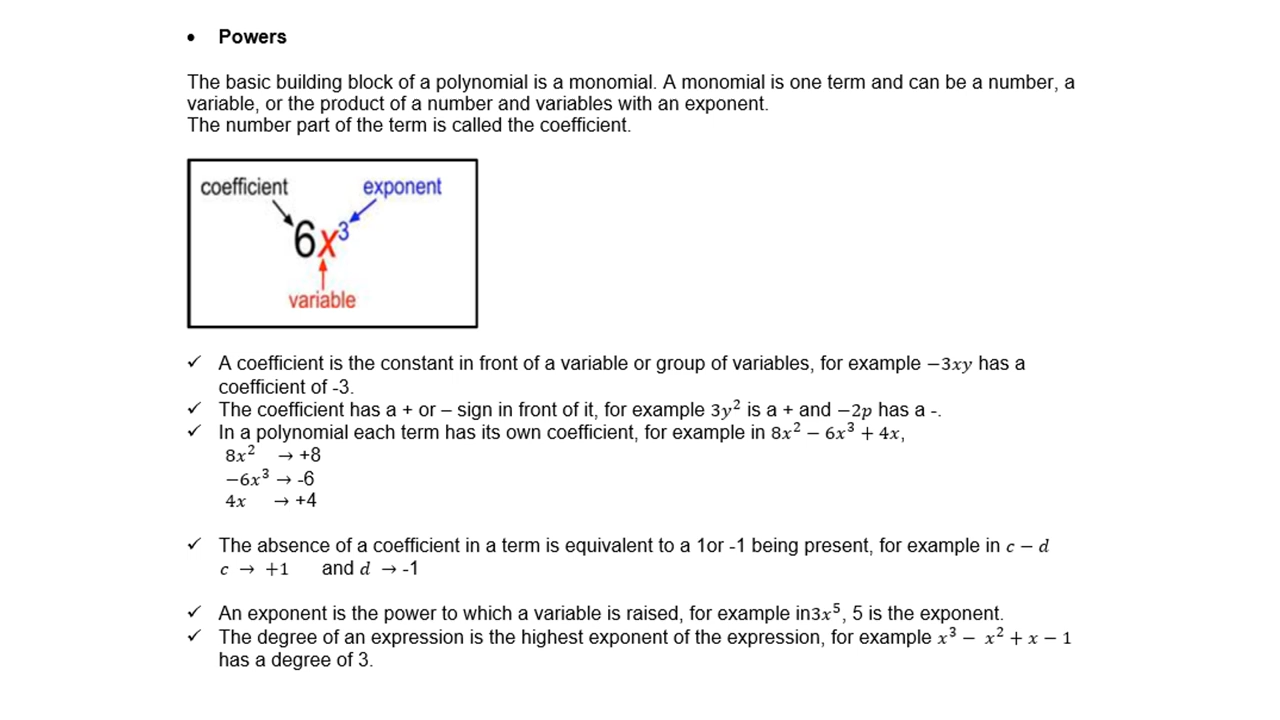 • Powers
The basic building block of a polynomial is a monomial. A monomial is one term and can be a number, a
variable, or the product of a number and variables with an exponent.
The number part of the term is called the coefficient.
coefficient exponent
6x³
variable
✓ A coefficient is the constant in front of a variable or group of variables, for example −3xy has a
coefficient of -3.
✓ The coefficient has a + or – sign in front of it, for example 3y² is a + and −2p has a -.
✓ In a polynomial each term has its own coefficient, for example in 8x² − 6x³ + 4x,
8x² → +8
−6x³ → -6
4x → +4
✓ The absence of a coefficient in a term is equivalent to a 1or -1 being present, for example in c − d
c → +1 and d → -1
✓ An exponent is the power to which a variable is raised, for example in3x⁵, 5 is the exponent.
✓ The degree of an expression is the highest exponent of the expression, for example x³ − x² + x − 1
has a degree of 3.